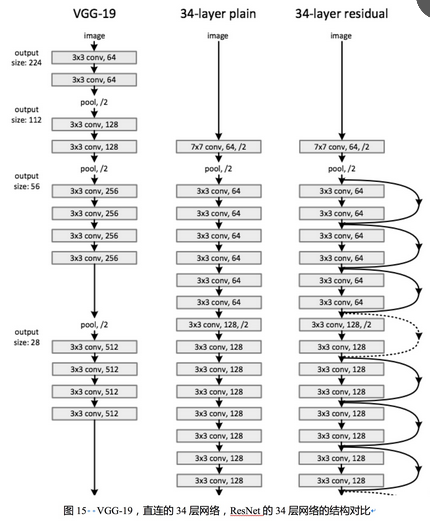 VGG-19
image
output
size: 224
3x3 conv, 64
3x3 conv, 64
pool, /2
output
size: 112
3x3 conv, 128
3x3 conv, 128
pool, /2
output
size: 56
3x3 conv, 256
3x3 conv, 256
3x3 conv, 256
3x3 conv, 256
pool, /2
output
size: 28
3x3 conv, 512
3x3 conv, 512
3x3 conv, 512
3x3 conv, 512
34-layer plain
image
7x7 conv, 64, /2
pool, /2
3x3 conv, 64
3x3 conv, 64
3x3 conv, 64
3x3 conv, 64
3x3 conv, 64
3x3 conv, 64
3x3 conv, 128, /2
3x3 conv, 128
3x3 conv, 128
3x3 conv, 128
3x3 conv, 128
3x3 conv, 128
3x3 conv, 128
3x3 conv, 128
34-layer residual
image
7x7 conv, 64, /2
pool, /2
3x3 conv, 64
3x3 conv, 64
3x3 conv, 64
3x3 conv, 64
3x3 conv, 64
3x3 conv, 64
3x3 conv, 128, /2
3x3 conv, 128
3x3 conv, 128
3x3 conv, 128
3x3 conv, 128
3x3 conv, 128
3x3 conv, 128
3x3 conv, 128
图 15--VGG-19，直连的 34 层网络，ResNet 的 34 层网络的结构对比